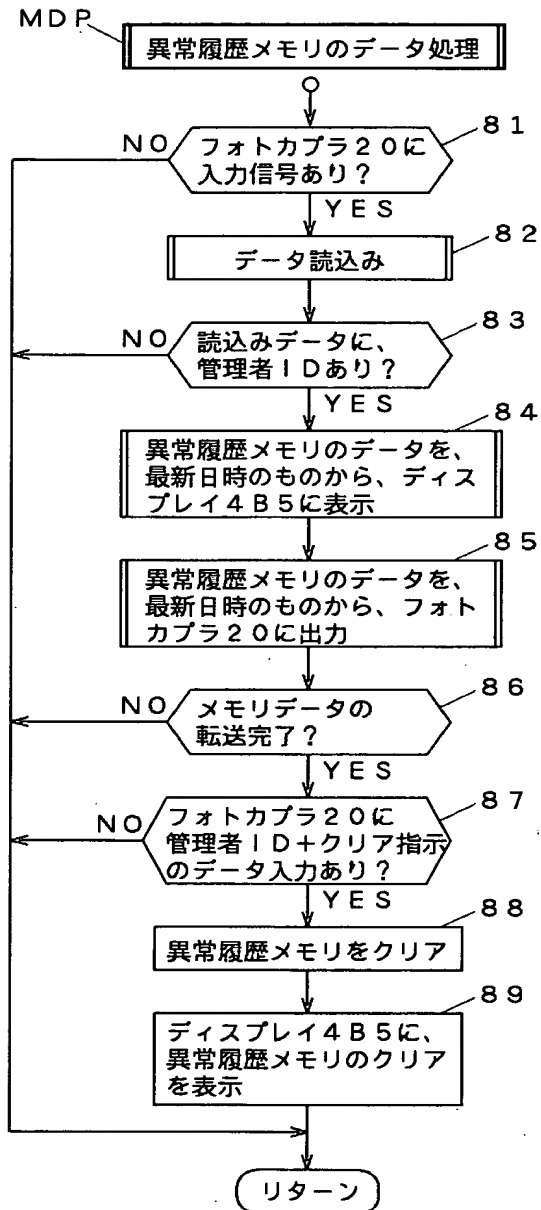 MDP
異常履歴メモリのデータ処理
81
NO
フォトカプラ20に
入力信号あり?
YES
82
データ読込み
83
NO
読込みデータに、
管理者IDあり?
YES
84
異常履歴メモリのデータを、
最新日時のものから、ディス
プレイ4B5に表示
85
異常履歴メモリのデータを、
最新日時のものから、フォト
カプラ20に出力
86
NO
メモリデータの
転送完了?
YES
87
NO
フォトカプラ20に
管理者ID+クリア指示
のデータ入力あり?
YES
88
異常履歴メモリをクリア
89
ディスプレイ4B5に、
異常履歴メモリのクリア
を表示
リターン